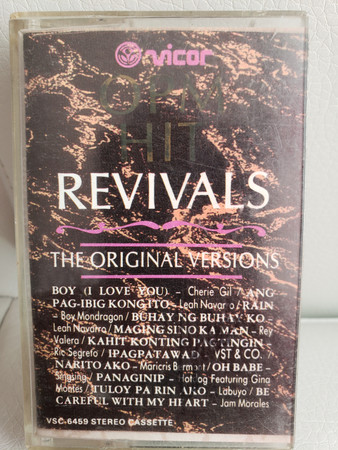 vicor
OPM
HIT
REVIVALS
THE ORIGINAL VERSIONS
BOY (I LOVE YOU) – Cherie Gil / ANG
PAG-IBIG KONG ITO – Leah Navarro / RAIN
– Boy Mondragon / BUHAY NG BUHAY KO
Leah Navarro / MAGING SINO KA MAN – Rey
Valera / KAHIT KONTING PAGTINGIN –
Ric Segreto / IPAGPATAWAD – VST & CO. /
NARITO AKO – Maricris Bermont / OH BABE –
Sinising / PANAGINIP – Hotdog Featuring Gina
Montes / TULOY PA RIN AKO – Labuyo / BE
CAREFUL WITH MY HEART – Jam Morales
VSC-6459 STEREO CASSETTE